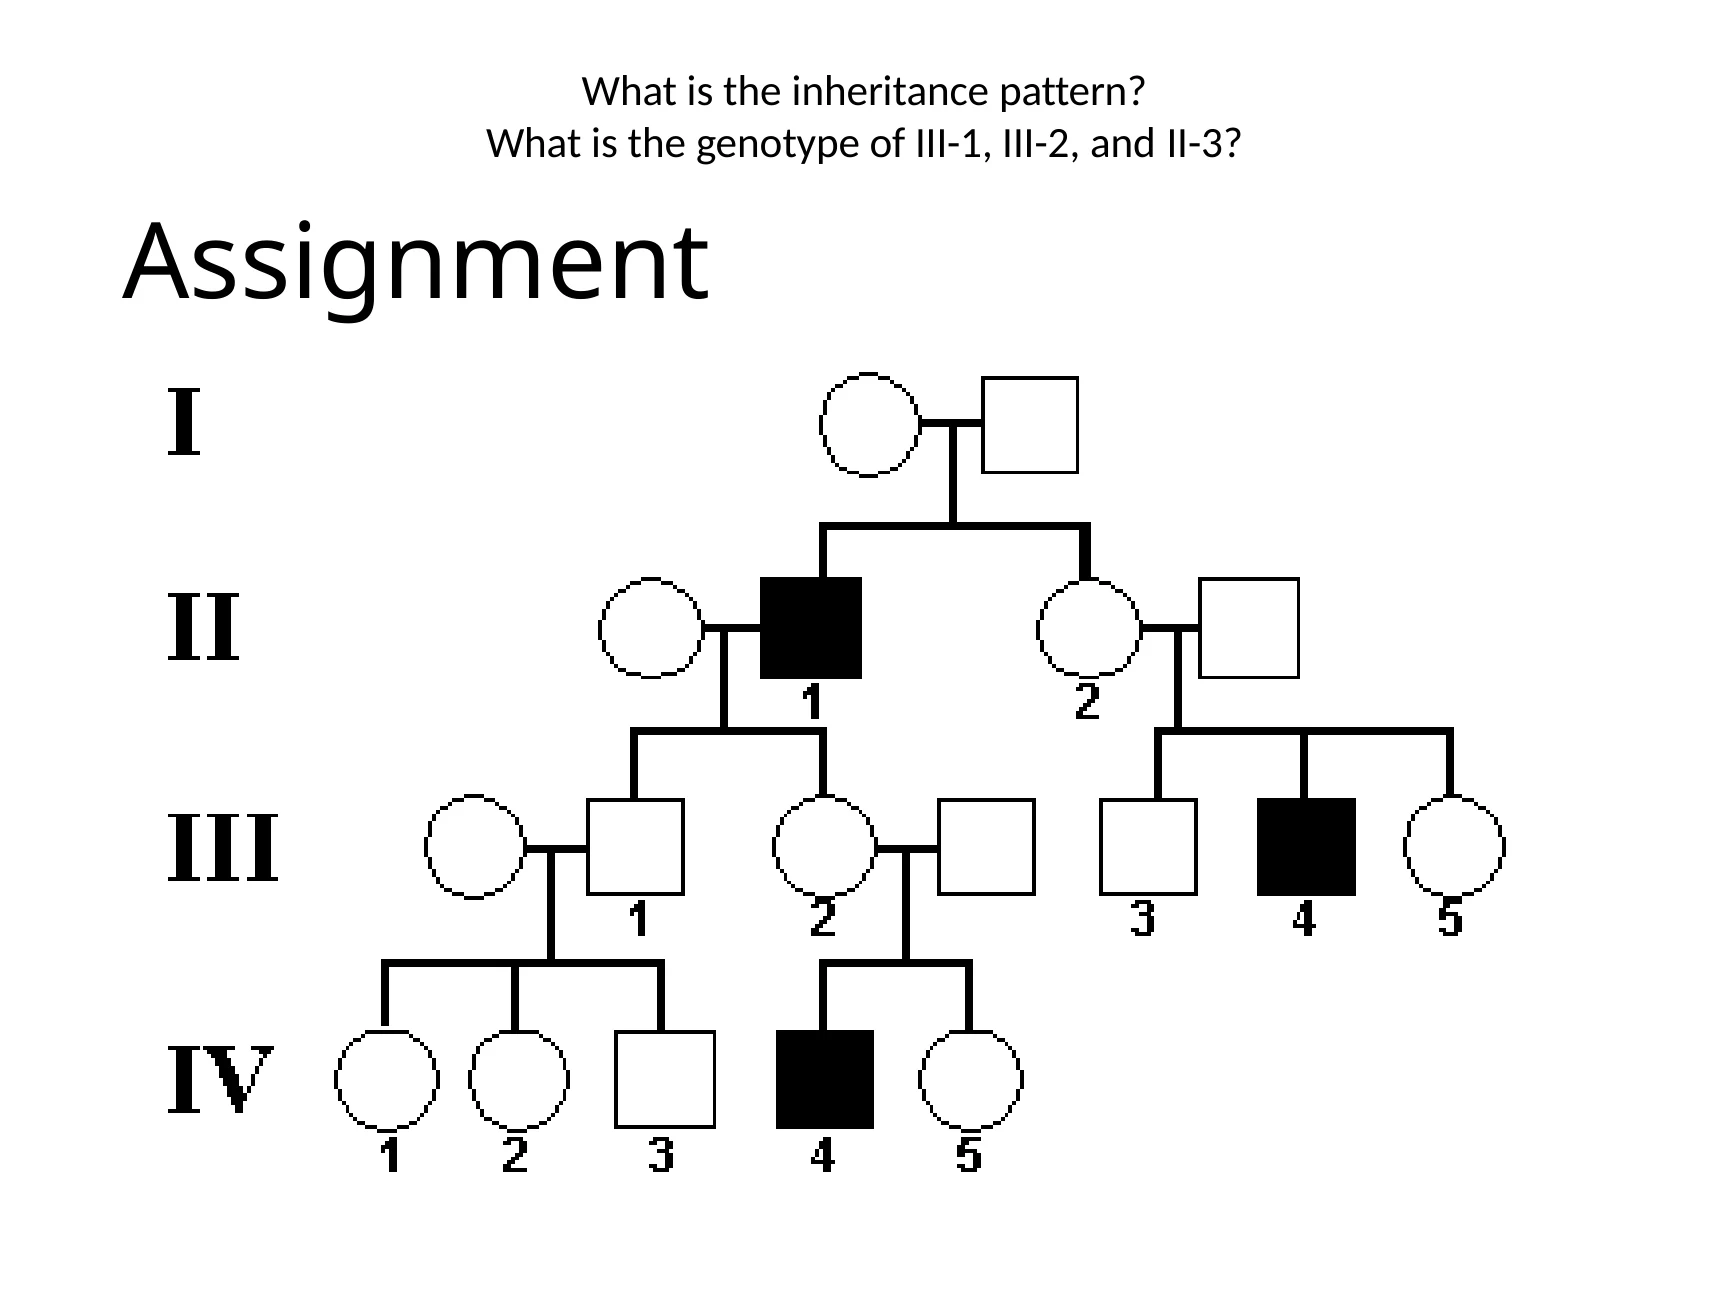 What is the inheritance pattern?
What is the genotype of III-1, III-2, and II-3?
Assignment
I
II
1 2
III
1 2 3 4 5
IV
1 2 3 4 5